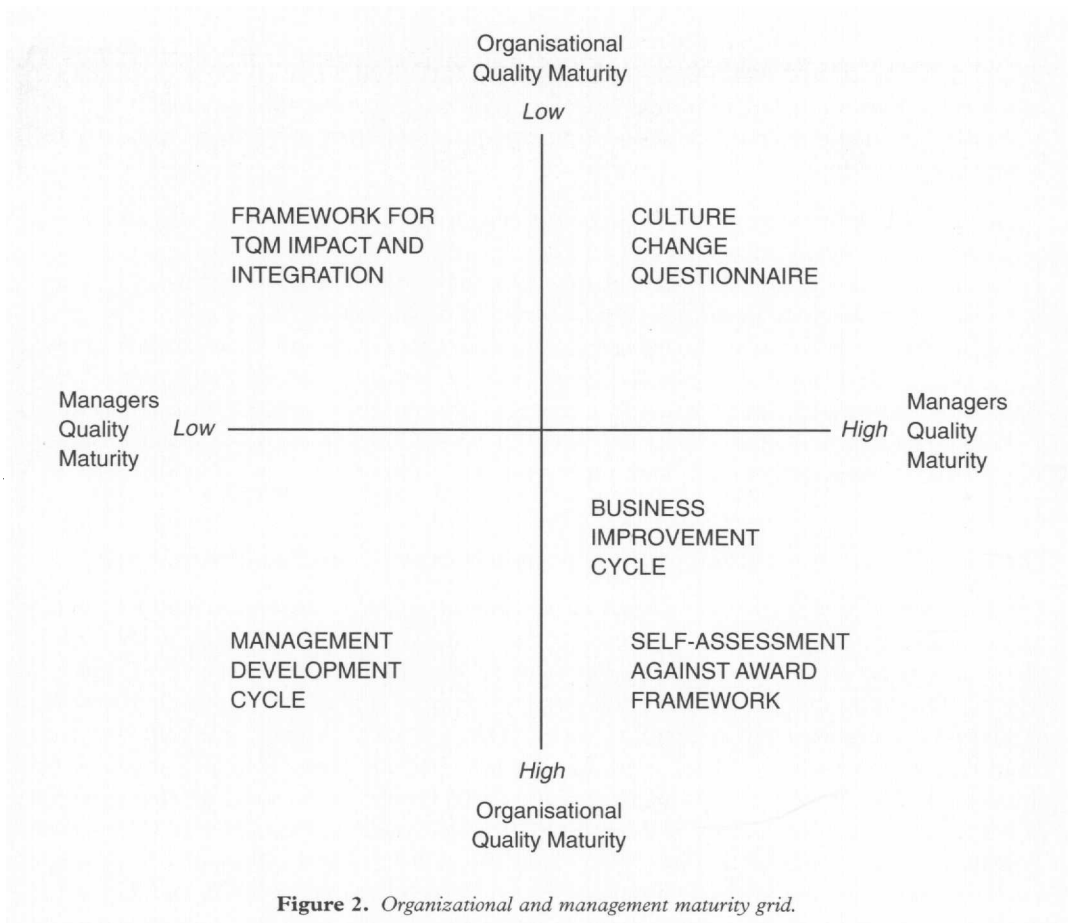 Organisational
Quality Maturity
Low
FRAMEWORK FOR
TQM IMPACT AND
INTEGRATION
CULTURE
CHANGE
QUESTIONNAIRE
Managers
Quality
Maturity
Low
High
Managers
Quality
Maturity
BUSINESS
IMPROVEMENT
CYCLE
MANAGEMENT
DEVELOPMENT
CYCLE
SELF-ASSESSMENT
AGAINST AWARD
FRAMEWORK
High
Organisational
Quality Maturity
Figure 2. Organizational and management maturity grid.